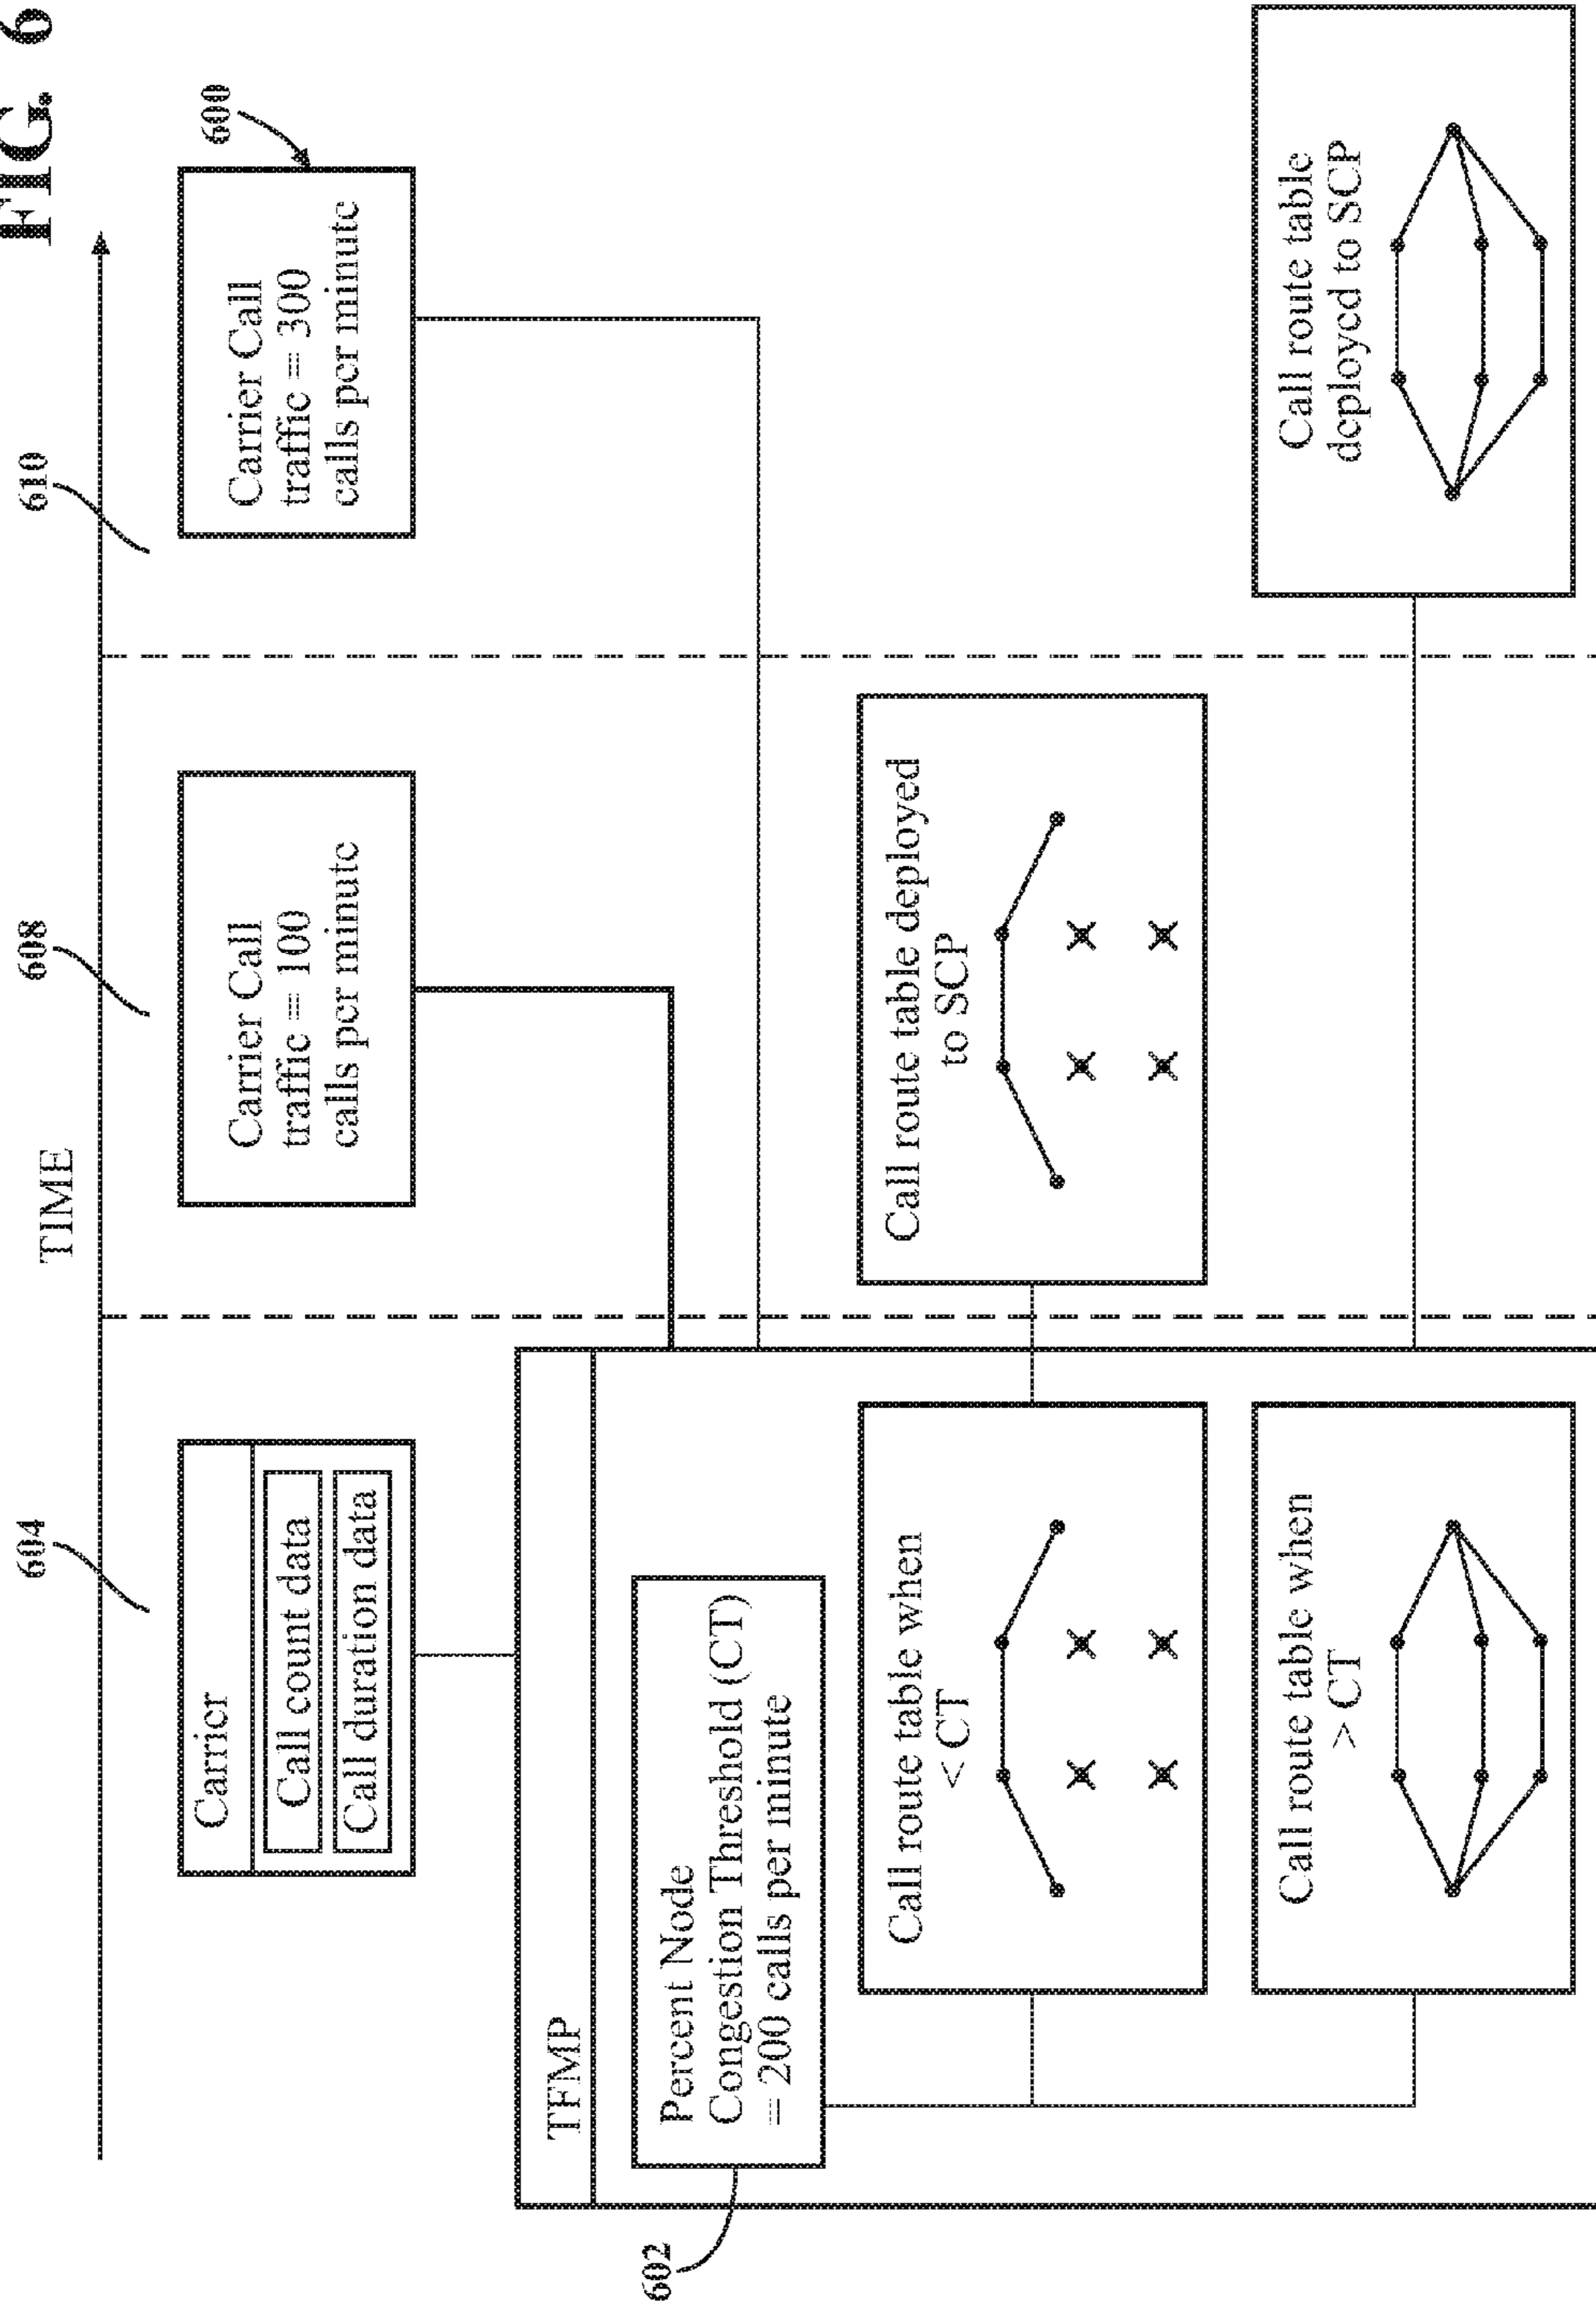 FIG. 6
TIME
604
608
610
600
Carrier
Call count data
Call duration data
Carrier Call
traffic = 100
calls per minute
Carrier Call
traffic = 300
calls per minute
TFMP
602
Percent Node
Congestion Threshold (CT)
= 200 calls per minute
Call route table when
< CT
Call route table deployed
to SCP
Call route table when
> CT
Call route table
deployed to SCP